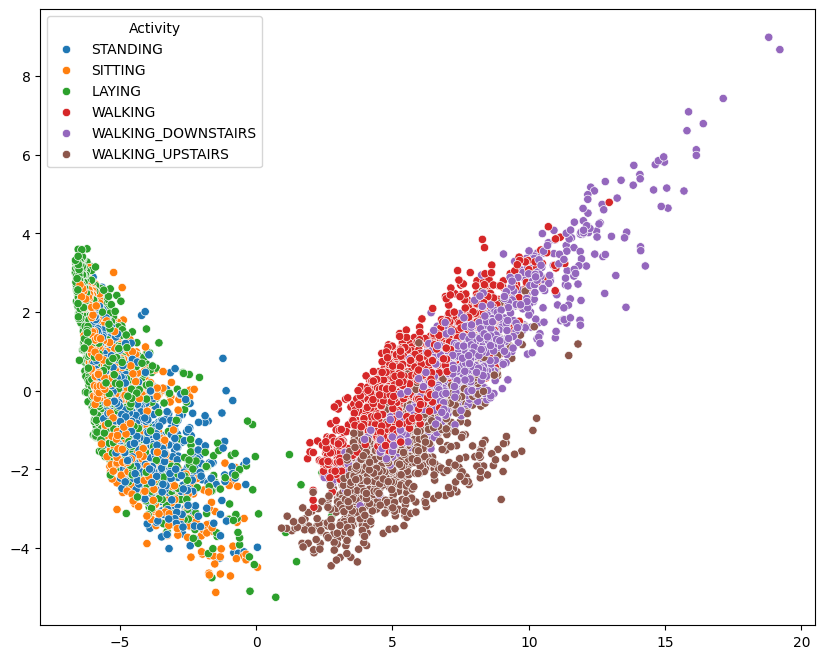 Activity
STANDING
SITTING
LAYING
WALKING
WALKING_DOWNSTAIRS
WALKING_UPSTAIRS
8
6
4
2
0
−2
−4
−5
0
5
10
15
20